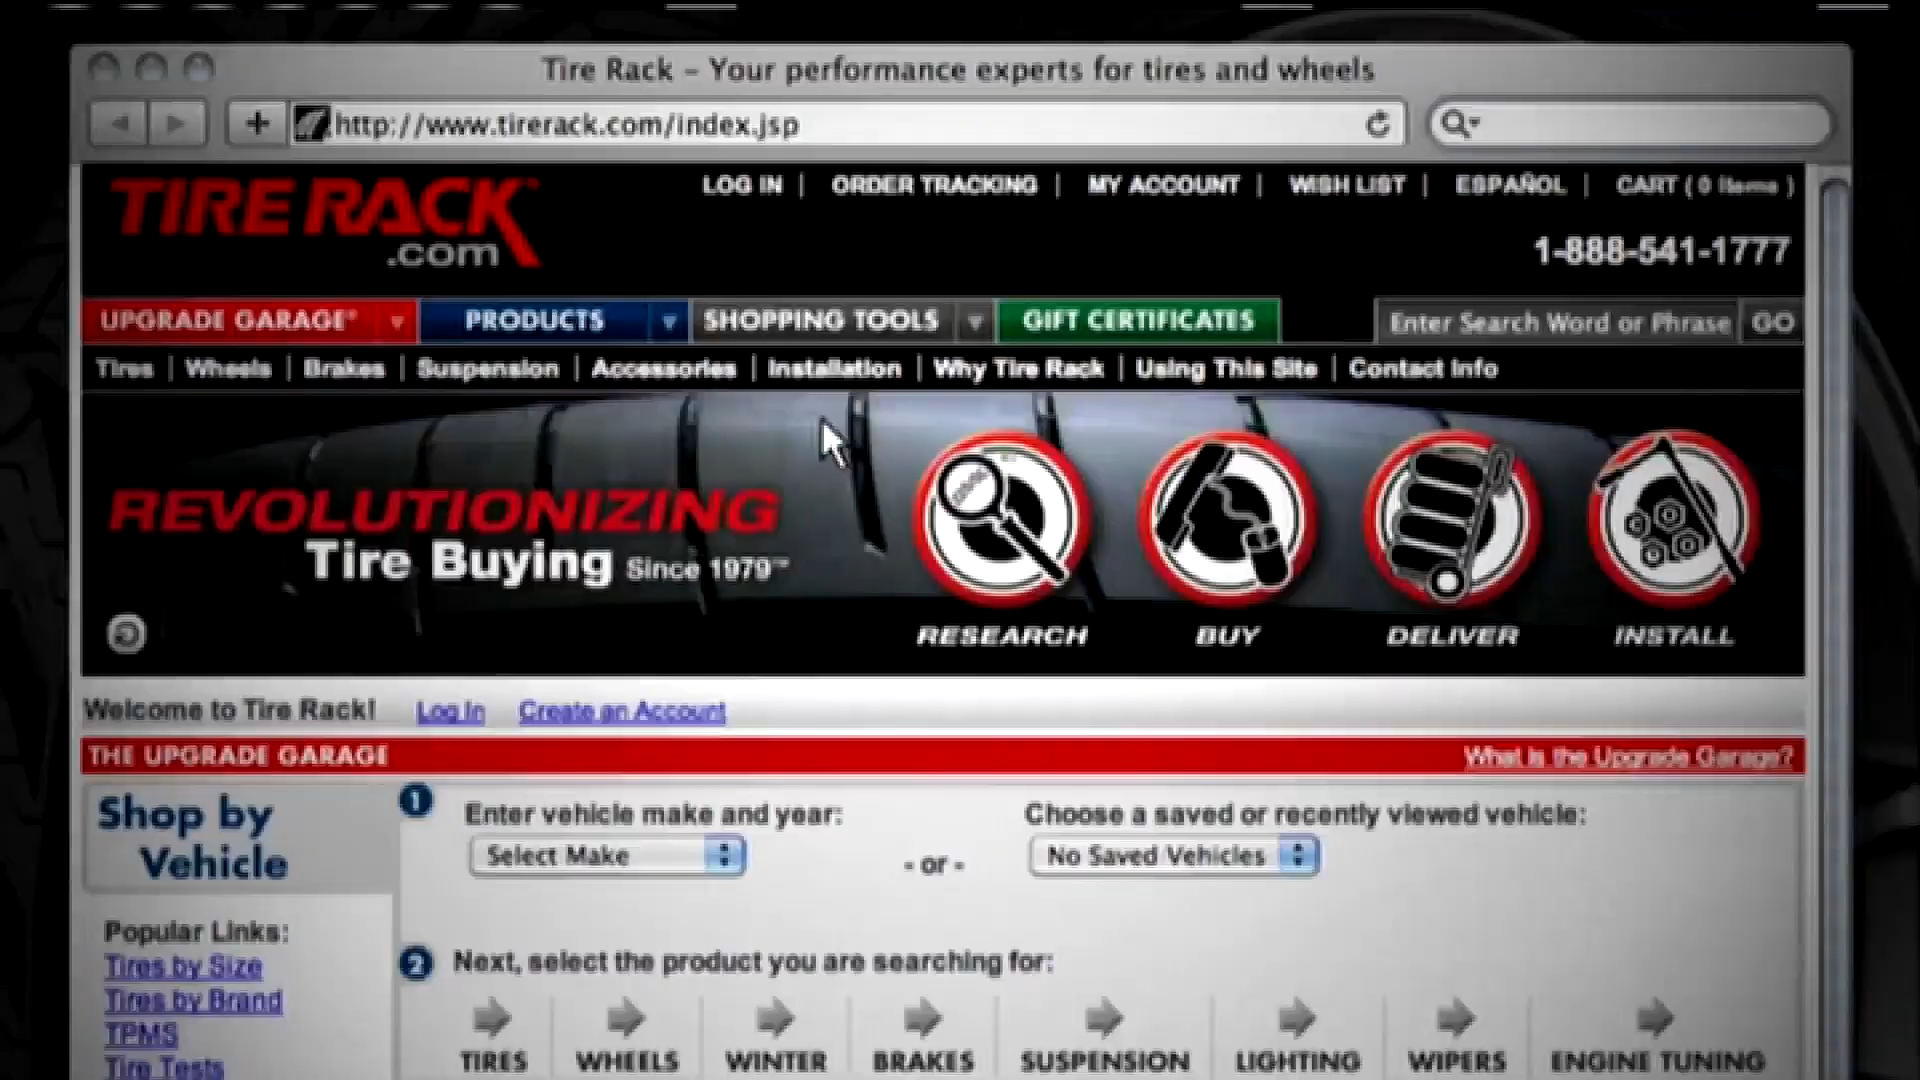 Tire Rack – Your performance experts for tires and wheels
http://www.tirerack.com/index.jsp
TIRE RACK
.com
LOG IN | ORDER TRACKING | MY ACCOUNT | WISH LIST | ESPAÑOL | CART ( 0 items )
1-888-541-1777
UPGRADE GARAGE PRODUCTS SHOPPING TOOLS GIFT CERTIFICATES Enter Search Word or Phrase GO
Tires | Wheels | Brakes | Suspension | Accessories | Installation | Why Tire Rack | Using This Site | Contact Info
REVOLUTIONIZING
Tire Buying Since 1979™
RESEARCH BUY DELIVER INSTALL
Welcome to Tire Rack! Log In Create an Account
THE UPGRADE GARAGE What is the Upgrade Garage?
Shop by
Vehicle
1 Enter vehicle make and year: Choose a saved or recently viewed vehicle:
Select Make - or - No Saved Vehicles
Popular Links:
Tires by Size
Tires by Brand
TPMS
Tire Tests
2 Next, select the product you are searching for:
TIRES WHEELS WINTER BRAKES SUSPENSION LIGHTING WIPERS ENGINE TUNING